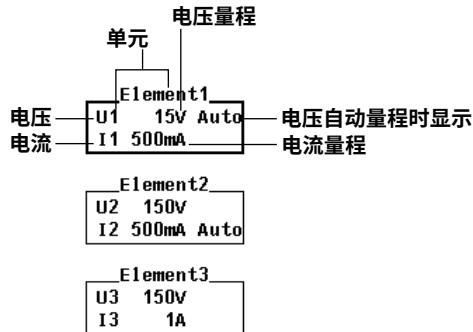 电压量程
单元
Element1
电压 U1 15V Auto 电压自动量程时显示
电流 I1 500mA 电流量程
Element2
U2 150V
I2 500mA Auto
Element3
U3 150V
I3 1A